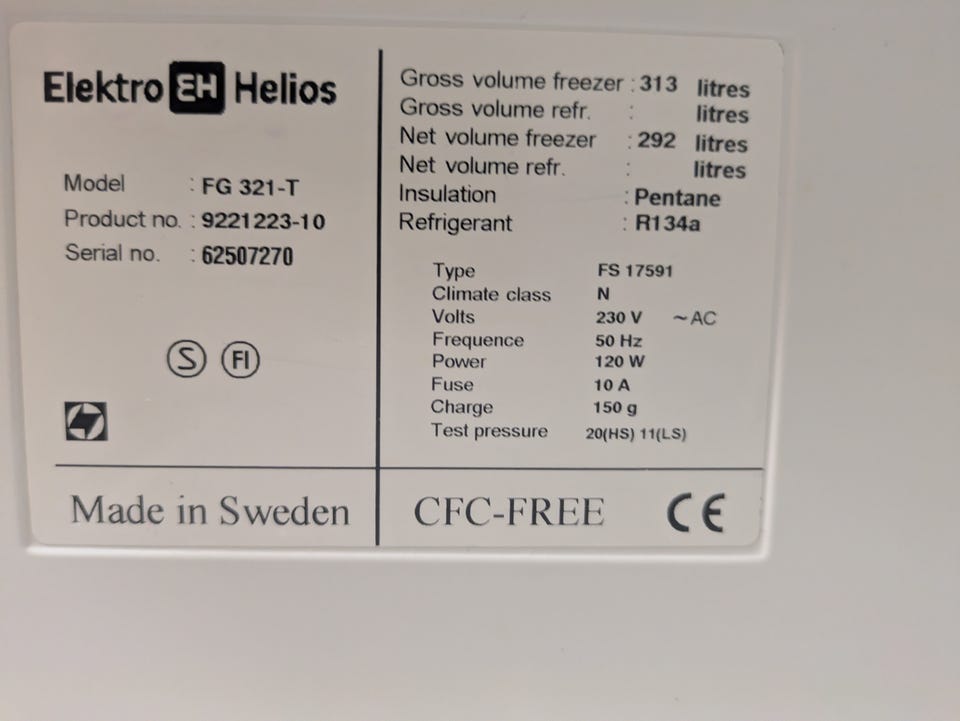 Elektro EH Helios
Model : FG 321-T
Product no. : 9221223-10
Serial no. : 62507270
S FI
Made in Sweden
Gross volume freezer : 313 litres
Gross volume refr. : litres
Net volume freezer : 292 litres
Net volume refr. : litres
Insulation : Pentane
Refrigerant : R134a
Type FS 17591
Climate class N
Volts 230 V ~AC
Frequence 50 Hz
Power 120 W
Fuse 10 A
Charge 150 g
Test pressure 20(HS) 11(LS)
CFC-FREE CE